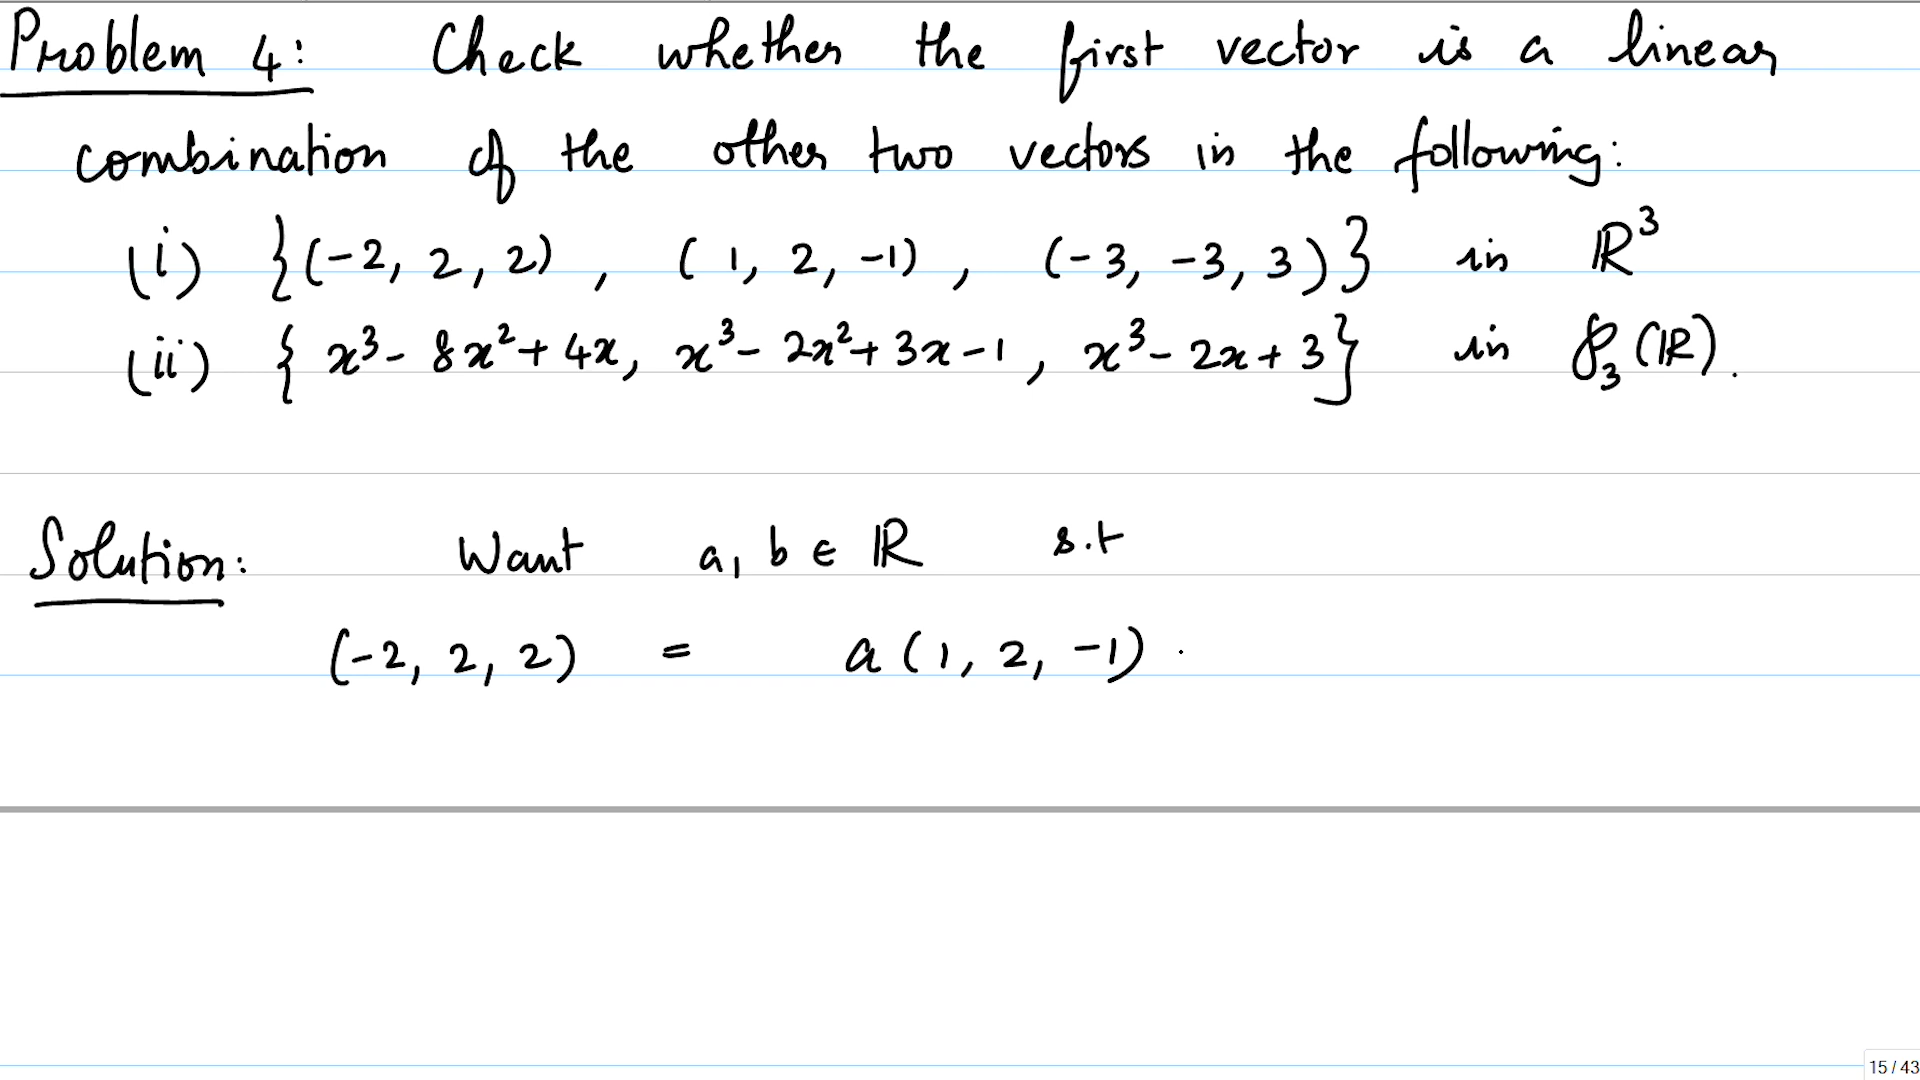 Problem 4: Check whether the first vector is a linear
combination of the other two vectors in the following:
(i) {(-2, 2, 2), (1, 2, -1), (-3, -3, 3)} in ℝ³
(ii) {x³- 8x²+ 4x, x³- 2x²+ 3x-1, x³- 2x+3} in ℘₃(ℝ).
Solution: Want a, b ∈ ℝ s.t
(-2, 2, 2) = a(1, 2, -1)
15 / 43